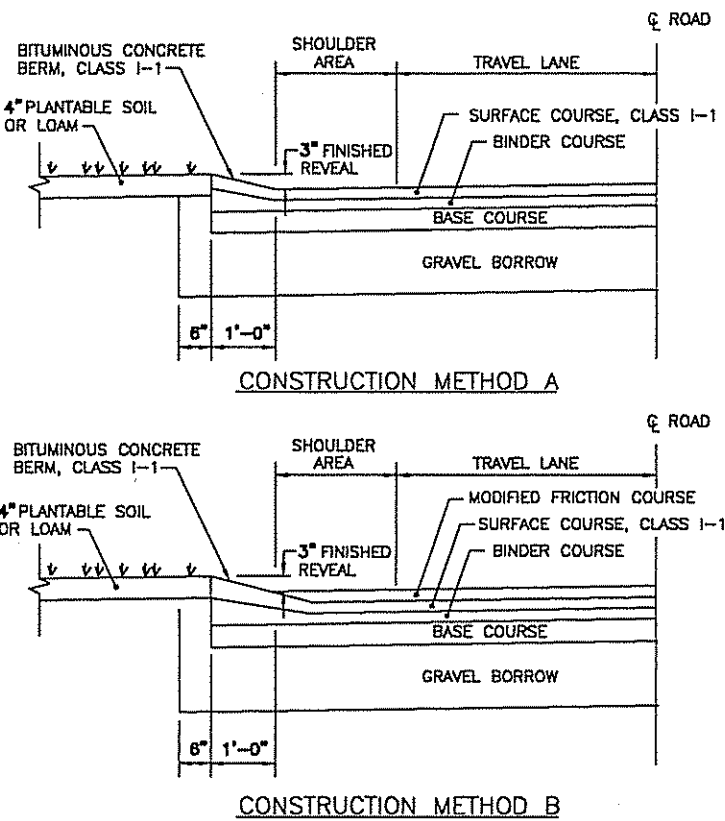 ℄ ROAD
BITUMINOUS CONCRETE
BERM, CLASS I-1
SHOULDER
AREA
TRAVEL LANE
4" PLANTABLE SOIL
OR LOAM
SURFACE COURSE, CLASS I-1
BINDER COURSE
3" FINISHED
REVEAL
BASE COURSE
GRAVEL BORROW
6"
1'-0"
CONSTRUCTION METHOD A
℄ ROAD
BITUMINOUS CONCRETE
BERM, CLASS I-1
SHOULDER
AREA
TRAVEL LANE
4" PLANTABLE SOIL
OR LOAM
MODIFIED FRICTION COURSE
SURFACE COURSE, CLASS I-1
BINDER COURSE
3" FINISHED
REVEAL
BASE COURSE
GRAVEL BORROW
6"
1'-0"
CONSTRUCTION METHOD B